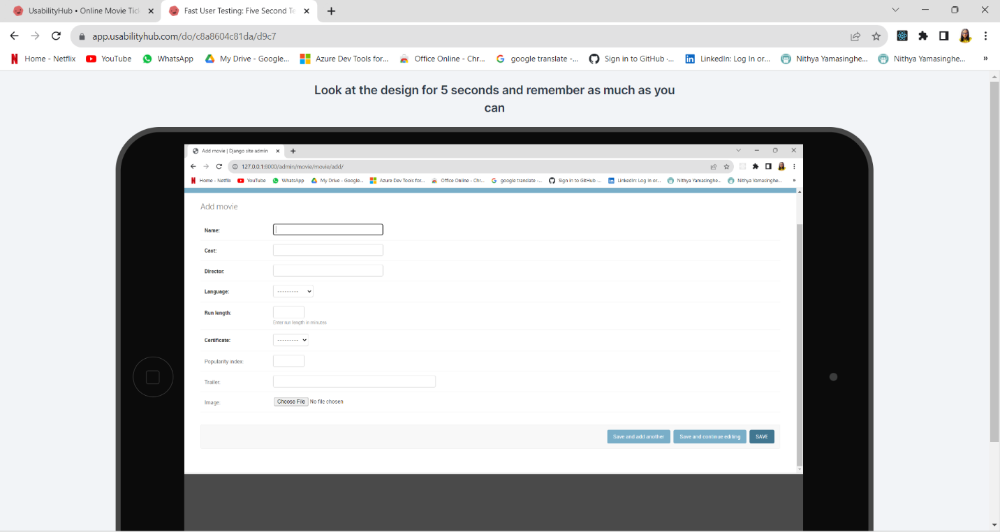 UsabilityHub • Online Movie Tic
Fast User Testing: Five Second Te
app.usabilityhub.com/do/c8a8604c81da/d9c7
Home - Netflix YouTube WhatsApp My Drive - Google... Azure Dev Tools for... Office Online - Chr... google translate -... Sign in to GitHub ·... LinkedIn: Log In or... Nithya Yamasinghe... Nithya Yamasinghe... »
Look at the design for 5 seconds and remember as much as you
can
Add movie | Django site admin
127.0.0.1:8000/admin/movie/movie/add/
Home - Netflix YouTube WhatsApp My Drive - Google... Azure Dev Tools for... Office Online - Chr... google translate -... Sign in to GitHub ·... LinkedIn: Log In or... Nithya Yamasinghe... Nithya Yamasinghe... »
Add movie
Name:
Cast:
Director:
Language: ---------
Run length:
Enter run length in minutes
Certificate: ---------
Popularity index:
Trailer:
Image: Choose File No file chosen
Save and add another Save and continue editing SAVE